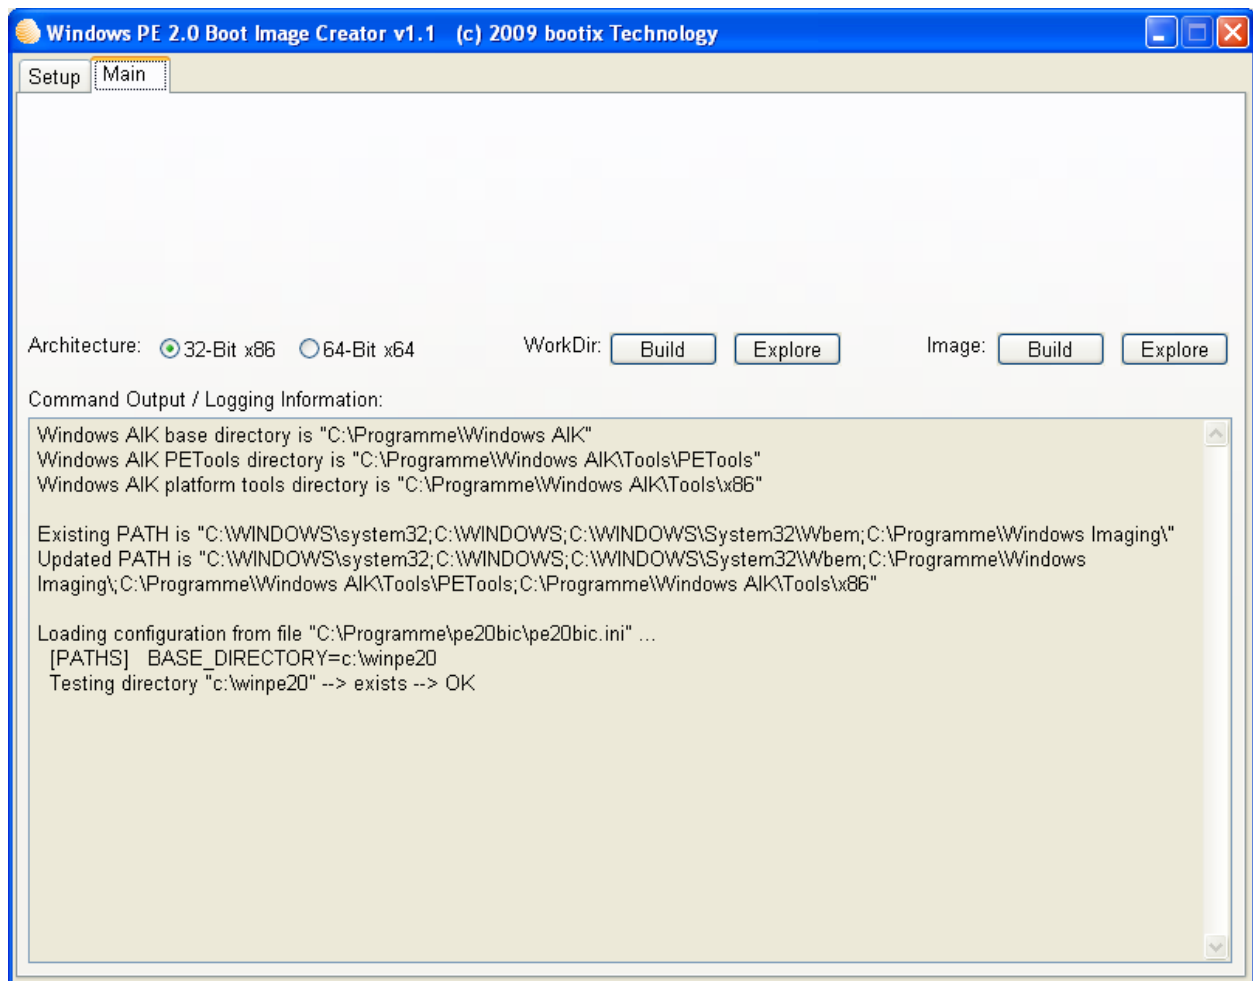 Windows PE 2.0 Boot Image Creator v1.1 (c) 2009 bootix Technology
Setup Main
Architecture: 32-Bit x86 64-Bit x64 WorkDir: Build Explore Image: Build Explore
Command Output / Logging Information:
Windows AIK base directory is "C:\Programme\Windows AIK"
Windows AIK PETools directory is "C:\Programme\Windows AIK\Tools\PETools"
Windows AIK platform tools directory is "C:\Programme\Windows AIK\Tools\x86"
Existing PATH is "C:\WINDOWS\system32;C:\WINDOWS;C:\WINDOWS\System32\Wbem;C:\Programme\Windows Imaging\"
Updated PATH is "C:\WINDOWS\system32;C:\WINDOWS;C:\WINDOWS\System32\Wbem;C:\Programme\Windows
Imaging\;C:\Programme\Windows AIK\Tools\PETools;C:\Programme\Windows AIK\Tools\x86"
Loading configuration from file "C:\Programme\pe20bic\pe20bic.ini" ...
[PATHS] BASE_DIRECTORY=c:\winpe20
Testing directory "c:\winpe20" --> exists --> OK